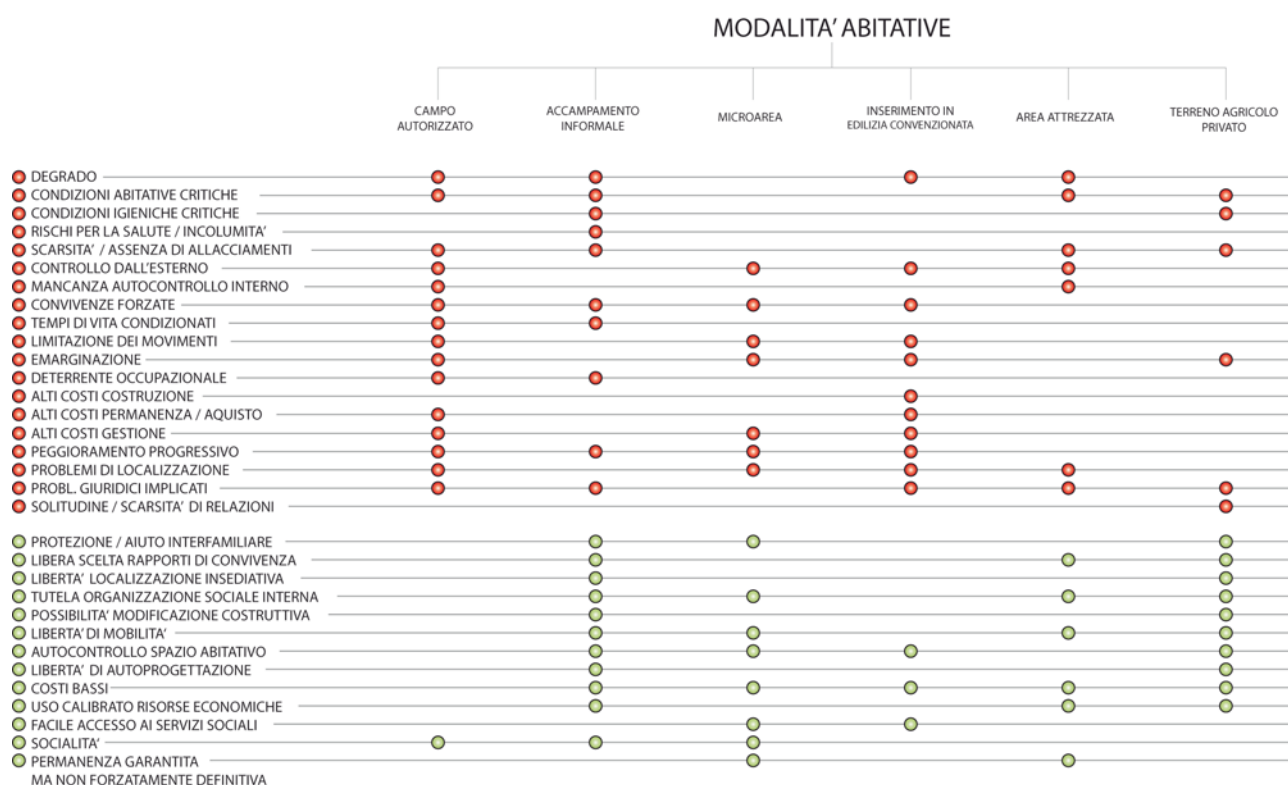 MODALITA’ ABITATIVE
CAMPO
AUTORIZZATO
ACCAMPAMENTO
INFORMALE
MICROAREA
INSERIMENTO IN
EDILIZIA CONVENZIONATA
AREA ATTREZZATA
TERRENO AGRICOLO
PRIVATO
DEGRADO
CONDIZIONI ABITATIVE CRITICHE
CONDIZIONI IGIENICHE CRITICHE
RISCHI PER LA SALUTE / INCOLUMITA’
SCARSITA’ / ASSENZA DI ALLACCIAMENTI
CONTROLLO DALL’ESTERNO
MANCANZA AUTOCONTROLLO INTERNO
CONVIVENZE FORZATE
TEMPI DI VITA CONDIZIONATI
LIMITAZIONE DEI MOVIMENTI
EMARGINAZIONE
DETERRENTE OCCUPAZIONALE
ALTI COSTI COSTRUZIONE
ALTI COSTI PERMANENZA / AQUISTO
ALTI COSTI GESTIONE
PEGGIORAMENTO PROGRESSIVO
PROBLEMI DI LOCALIZZAZIONE
PROBL. GIURIDICI IMPLICATI
SOLITUDINE / SCARSITA’ DI RELAZIONI
PROTEZIONE / AIUTO INTERFAMILIARE
LIBERA SCELTA RAPPORTI DI CONVIVENZA
LIBERTA’ LOCALIZZAZIONE INSEDIATIVA
TUTELA ORGANIZZAZIONE SOCIALE INTERNA
POSSIBILITA’ MODIFICAZIONE COSTRUTTIVA
LIBERTA’ DI MOBILITA’
AUTOCONTROLLO SPAZIO ABITATIVO
LIBERTA’ DI AUTOPROGETTAZIONE
COSTI BASSI
USO CALIBRATO RISORSE ECONOMICHE
FACILE ACCESSO AI SERVIZI SOCIALI
SOCIALITA’
PERMANENZA GARANTITA
MA NON FORZATAMENTE DEFINITIVA